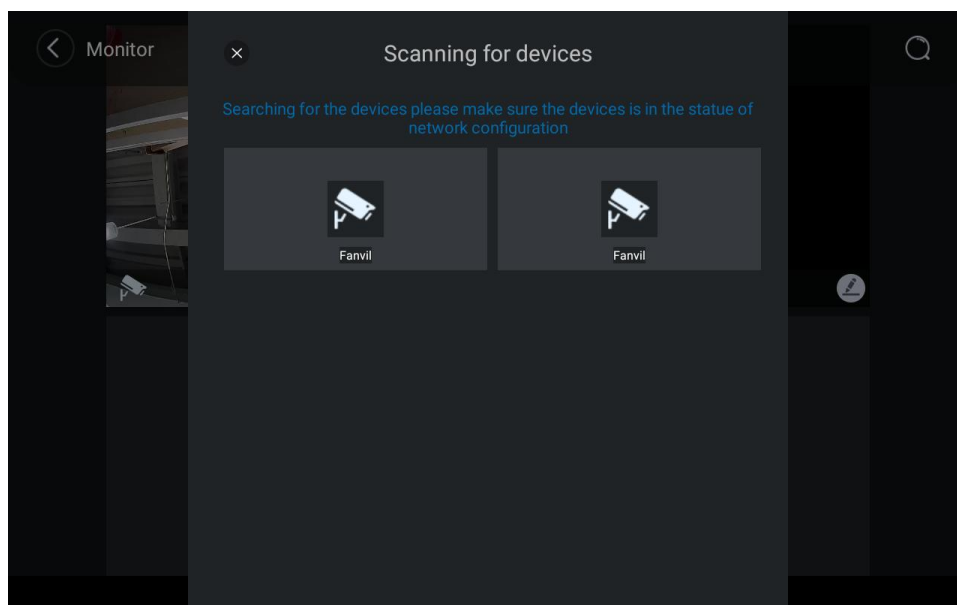 Monitor
Scanning for devices
Searching for the devices please make sure the devices is in the statue of
network configuration
Fanvil
Fanvil